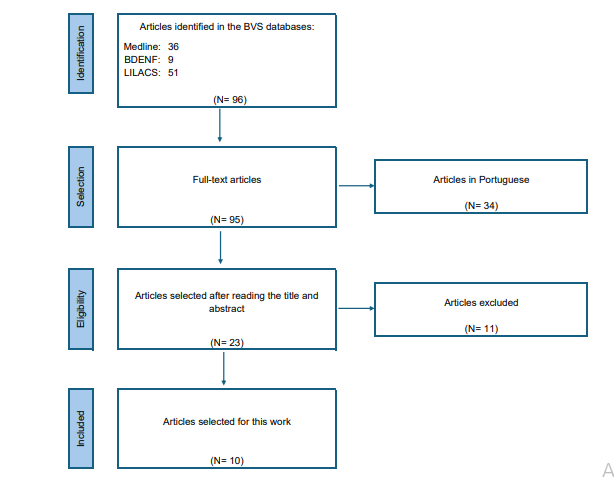 Identification
Articles identified in the BVS databases:
Medline: 36
BDENF: 9
LILACS: 51
(N= 96)
Selection
Full-text articles
(N= 95)
Articles in Portuguese
(N= 34)
Eligibility
Articles selected after reading the title and
abstract
(N= 23)
Articles excluded
(N= 11)
Included
Articles selected for this work
(N= 10)
A